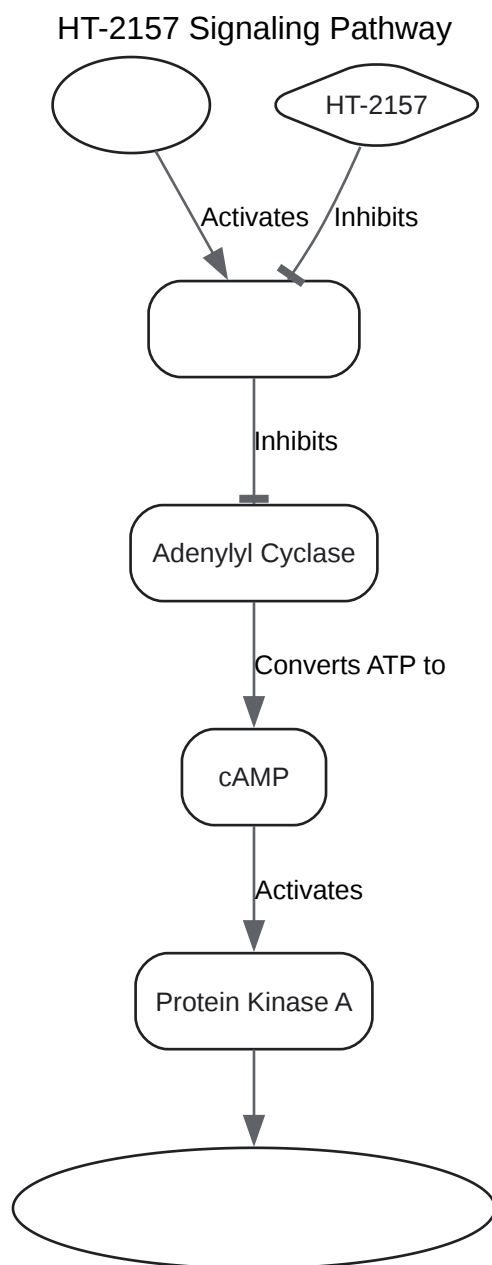 HT-2157 Signaling Pathway
HT-2157
Activates
Inhibits
Inhibits
Adenylyl Cyclase
Converts ATP to
cAMP
Activates
Protein Kinase A